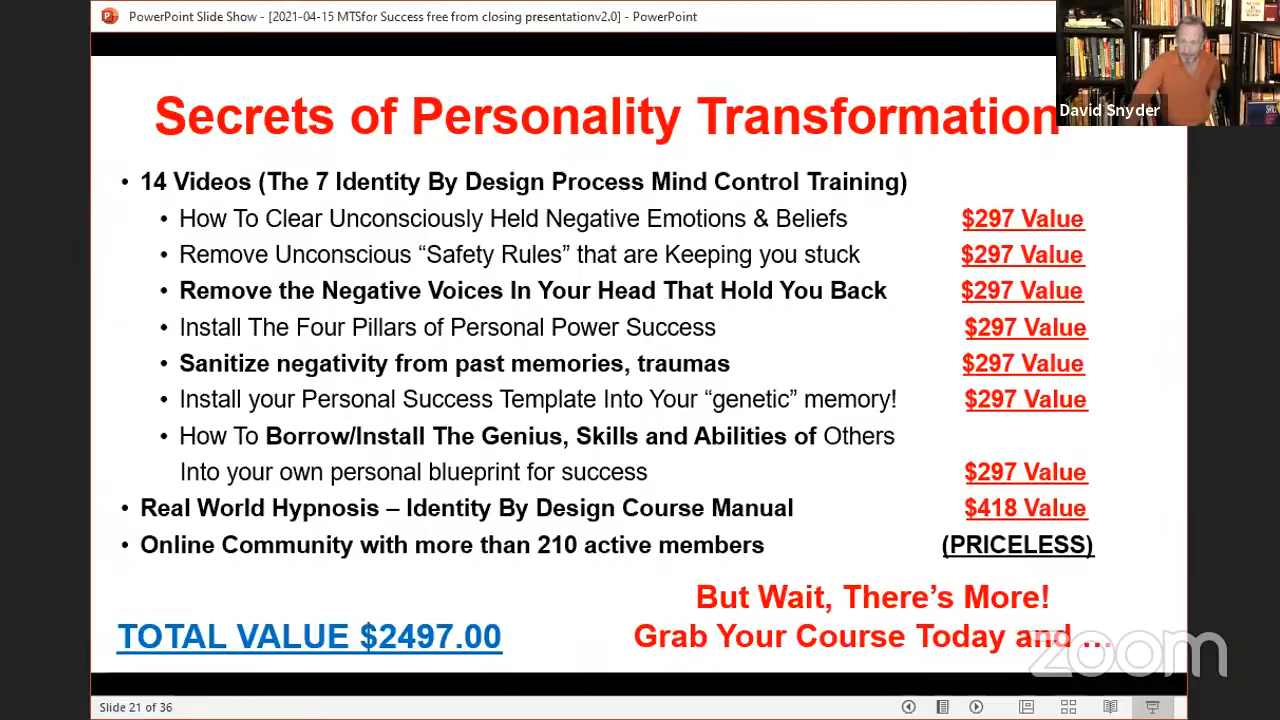 PowerPoint Slide Show - [2021-04-15 MTSfor Success free from closing presentationv2.0] - PowerPoint
David Snyder
Secrets of Personality Transformation
• 14 Videos (The 7 Identity By Design Process Mind Control Training)
• How To Clear Unconsciously Held Negative Emotions & Beliefs $297 Value
• Remove Unconscious “Safety Rules” that are Keeping you stuck $297 Value
• Remove the Negative Voices In Your Head That Hold You Back $297 Value
• Install The Four Pillars of Personal Power Success $297 Value
• Sanitize negativity from past memories, traumas $297 Value
• Install your Personal Success Template Into Your “genetic” memory! $297 Value
• How To Borrow/Install The Genius, Skills and Abilities of Others
Into your own personal blueprint for success $297 Value
• Real World Hypnosis – Identity By Design Course Manual $418 Value
• Online Community with more than 210 active members (PRICELESS)
But Wait, There’s More!
TOTAL VALUE $2497.00 Grab Your Course Today and ...
zoom
Slide 21 of 36